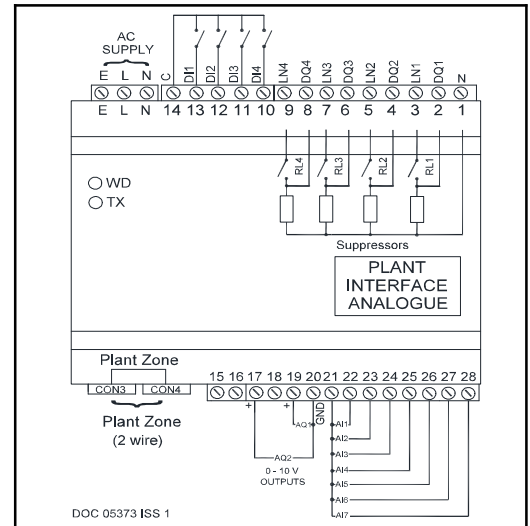 AC
SUPPLY
E L N
C DI1 DI2 DI3 DI4 LN4 DQ4 LN3 DQ3 LN2 DQ2 LN1 DQ1 N
E L N 14 13 12 11 10 9 8 7 6 5 4 3 2 1
RL4 RL3 RL2 RL1
WD
TX
Suppressors
PLANT
INTERFACE
ANALOGUE
Plant Zone
CON3 CON4
15 16 17 18 19 20 21 22 23 24 25 26 27 28
Plant Zone
(2 wire)
+ + GND
AQ1
AQ2
0 - 10 V
OUTPUTS
AI1
AI2
AI3
AI4
AI5
AI6
AI7
DOC 05373 ISS 1